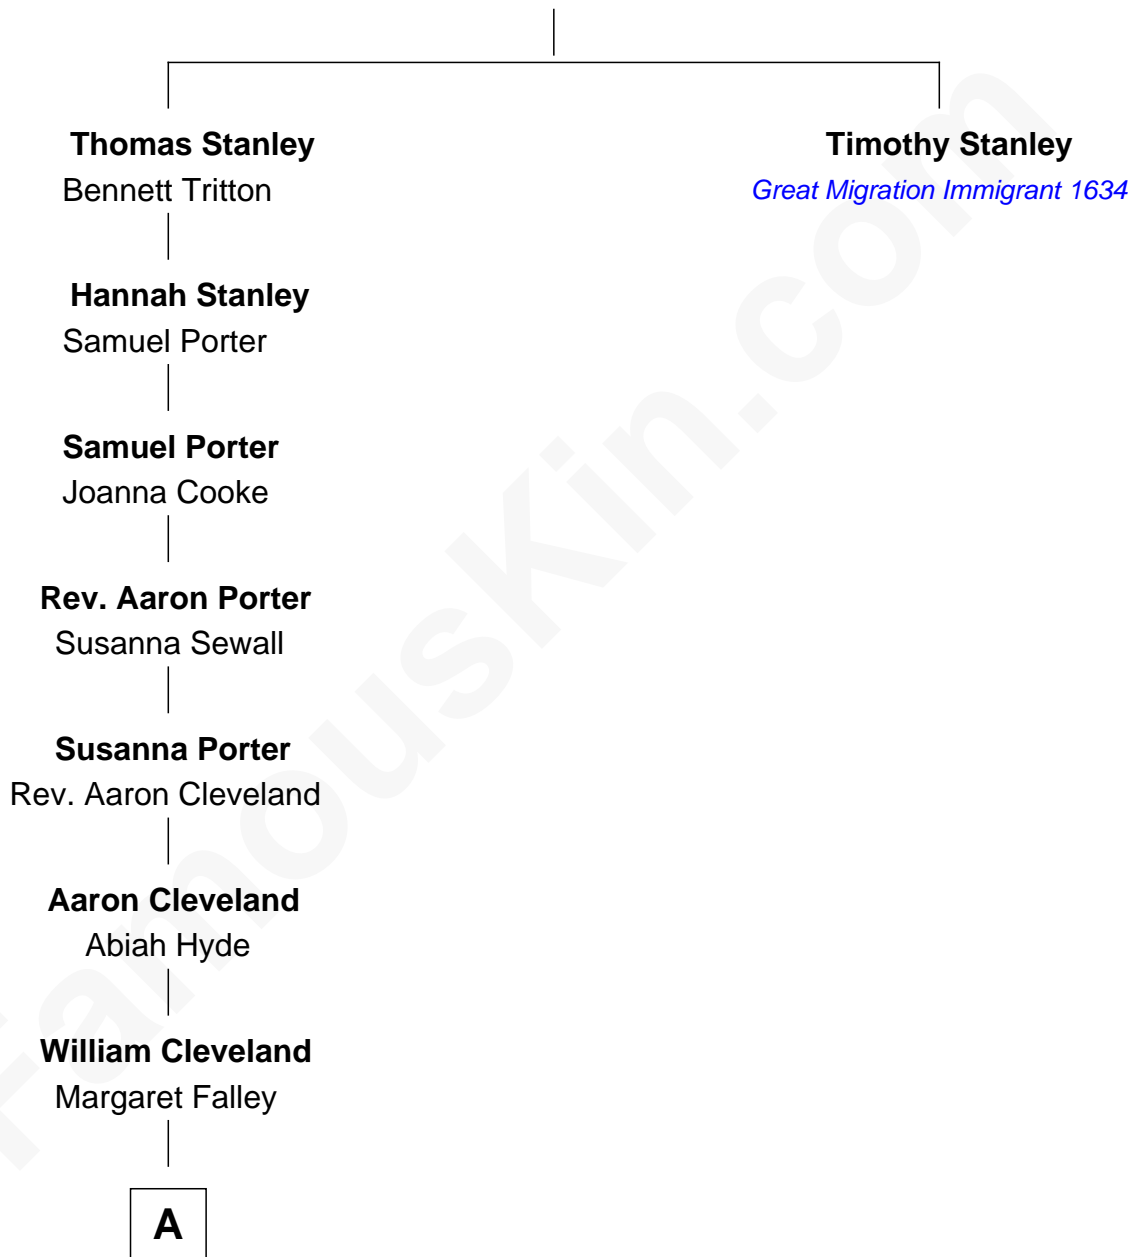 Thomas Stanley
Bennett Tritton
Timothy Stanley
Great Migration Immigrant 1634
Hannah Stanley
Samuel Porter
Samuel Porter
Joanna Cooke
Rev. Aaron Porter
Susanna Sewall
Susanna Porter
Rev. Aaron Cleveland
Aaron Cleveland
Abiah Hyde
William Cleveland
Margaret Falley
A
FamousKin.com